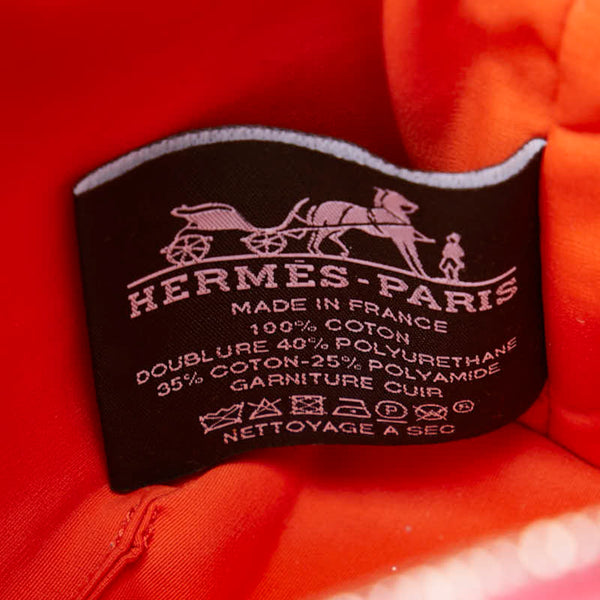 HERMÈS-PARIS
MADE IN FRANCE
100% COTON
DOUBLURE 40% POLYURETHANE
35% COTON-25% POLYAMIDE
GARNITURE CUIR
P
NETTOYAGE A SEC